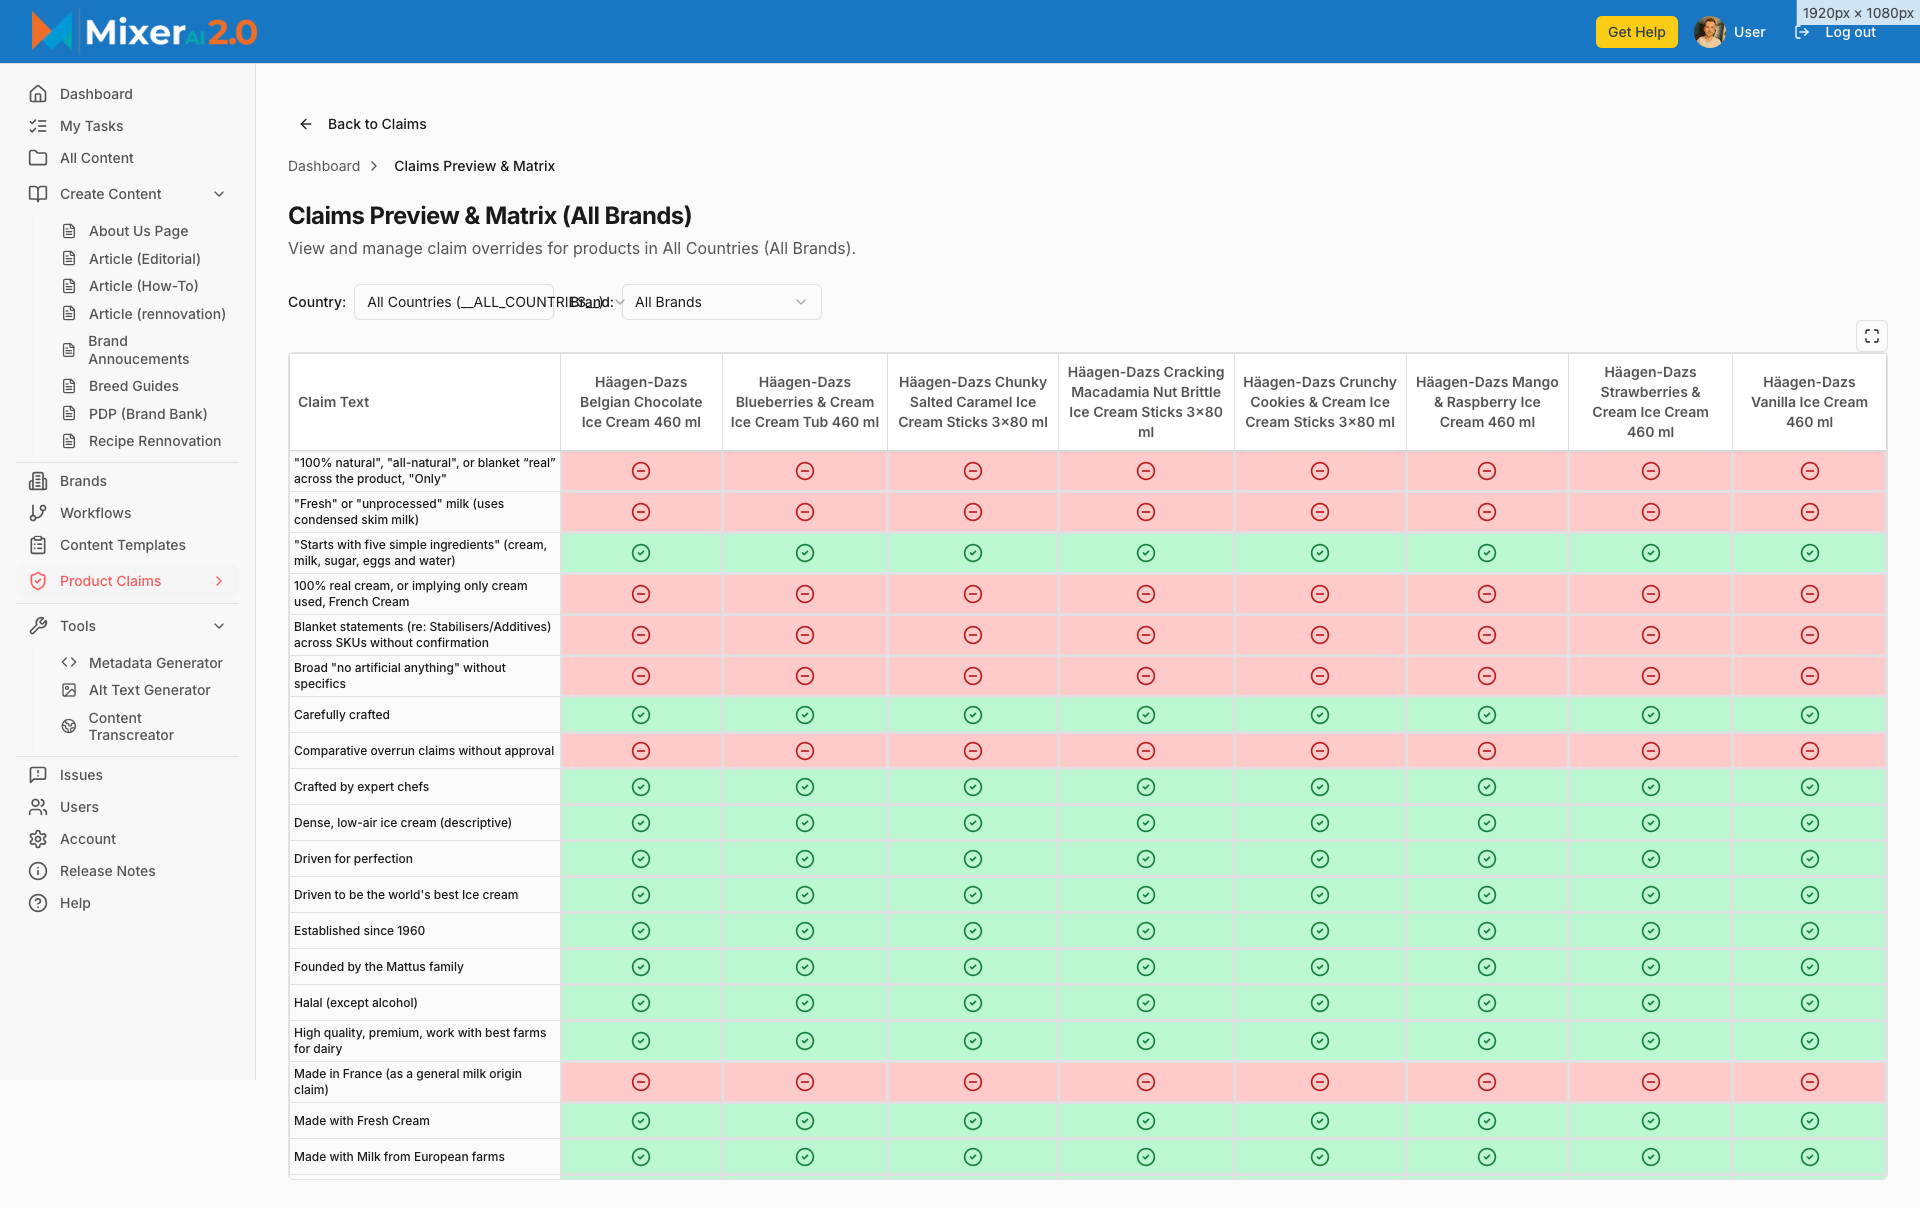 MixerAI 2.0
Get Help
User
1920px × 1080px
Log out
Dashboard
My Tasks
All Content
Create Content
About Us Page
Article (Editorial)
Article (How-To)
Article (rennovation)
Brand
Annoucements
Breed Guides
PDP (Brand Bank)
Recipe Rennovation
Brands
Workflows
Content Templates
Product Claims
Tools
Metadata Generator
Alt Text Generator
Content
Transcreator
Issues
Users
Account
Release Notes
Help
Back to Claims
Dashboard > Claims Preview & Matrix
Claims Preview & Matrix (All Brands)
View and manage claim overrides for products in All Countries (All Brands).
Country: All Countries (__ALL_COUNTRIES__) Brand: All Brands
Claim Text
Häagen-Dazs
Belgian Chocolate
Ice Cream 460 ml
Häagen-Dazs
Blueberries & Cream
Ice Cream Tub 460 ml
Häagen-Dazs Chunky
Salted Caramel Ice
Cream Sticks 3x80 ml
Häagen-Dazs Cracking
Macadamia Nut Brittle
Ice Cream Sticks 3x80
ml
Häagen-Dazs Crunchy
Cookies & Cream Ice
Cream Sticks 3x80 ml
Häagen-Dazs Mango
& Raspberry Ice
Cream 460 ml
Häagen-Dazs
Strawberries &
Cream Ice Cream
460 ml
Häagen-Dazs
Vanilla Ice Cream
460 ml
"100% natural", "all-natural", or blanket “real”
across the product, "Only"
"Fresh" or "unprocessed" milk (uses
condensed skim milk)
"Starts with five simple ingredients" (cream,
milk, sugar, eggs and water)
100% real cream, or implying only cream
used, French Cream
Blanket statements (re: Stabilisers/Additives)
across SKUs without confirmation
Broad "no artificial anything" without
specifics
Carefully crafted
Comparative overrun claims without approval
Crafted by expert chefs
Dense, low-air ice cream (descriptive)
Driven for perfection
Driven to be the world's best Ice cream
Established since 1960
Founded by the Mattus family
Halal (except alcohol)
High quality, premium, work with best farms
for dairy
Made in France (as a general milk origin
claim)
Made with Fresh Cream
Made with Milk from European farms